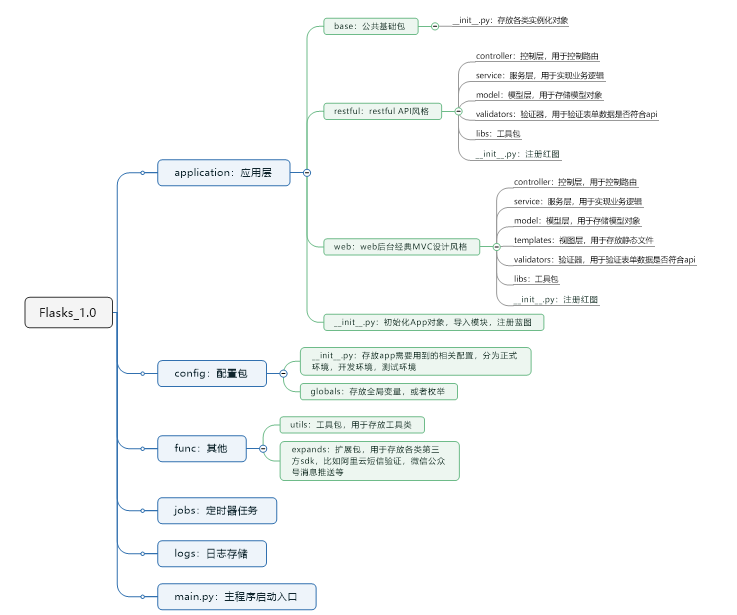 Flasks_1.0
application：应用层
base：公共基础包
__init__.py：存放各类实例化对象
restful：restful API风格
controller：控制层，用于控制路由
service：服务层，用于实现业务逻辑
model：模型层，用于存储模型对象
validators：验证器，用于验证表单数据是否符合api
libs：工具包
__init__.py：注册红图
web：web后台经典MVC设计风格
controller：控制层，用于控制路由
service：服务层，用于实现业务逻辑
model：模型层，用于存储模型对象
templates：视图层，用于存放静态文件
validators：验证器，用于验证表单数据是否符合api
libs：工具包
__init__.py：注册红图
__init__.py：初始化App对象，导入模块，注册蓝图
config：配置包
__init__.py：存放app需要用到的相关配置，分为正式
环境，开发环境，测试环境
globals：存放全局变量，或者枚举
func：其他
utils：工具包，用于存放工具类
expands：扩展包，用于存放各类第三
方sdk，比如阿里云短信验证，微信公众
号消息推送等
jobs：定时器任务
logs：日志存储
main.py：主程序启动入口